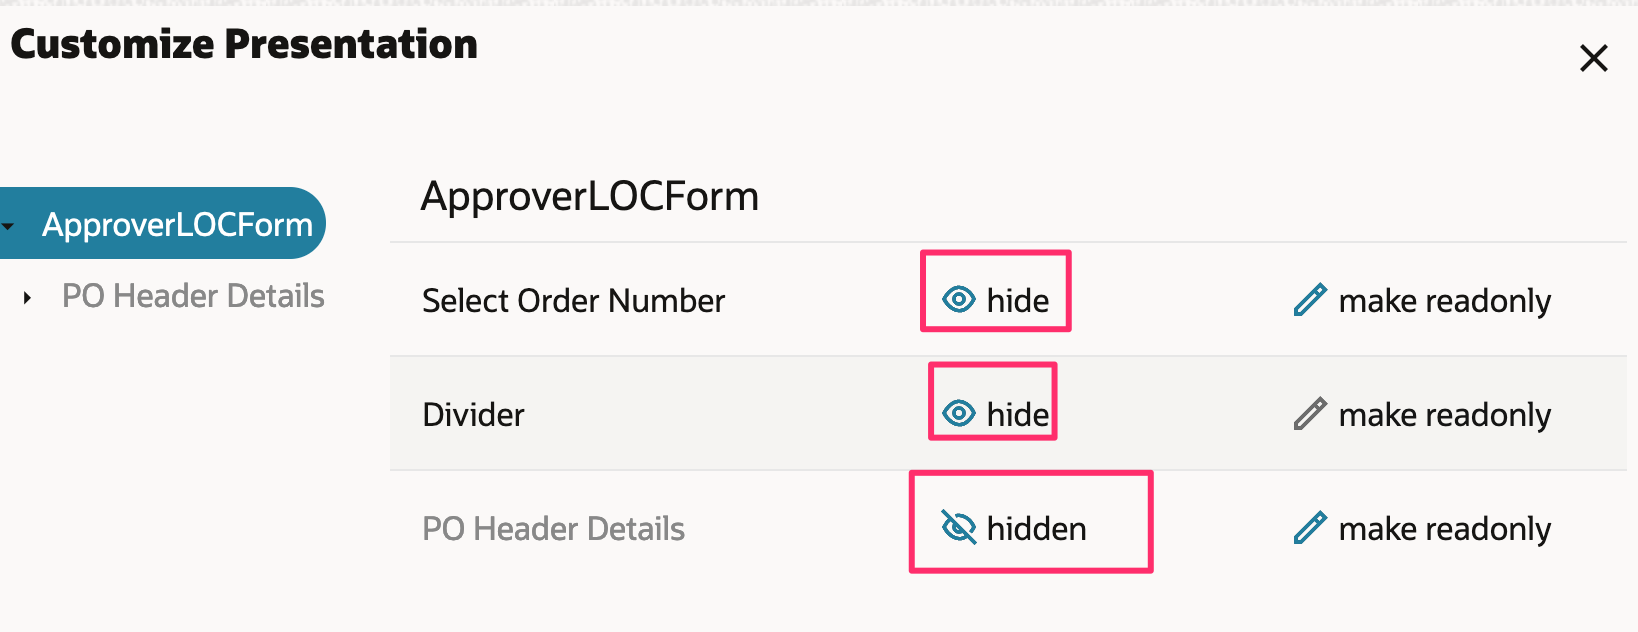 Customize Presentation
ApproverLOCForm
PO Header Details
ApproverLOCForm
Select Order Number hide make readonly
Divider hide make readonly
PO Header Details hidden make readonly